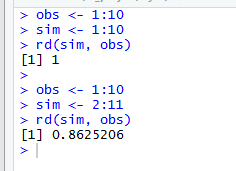 > obs <- 1:10
> sim <- 1:10
> rd(sim, obs)
[1] 1
>
> obs <- 1:10
> sim <- 2:11
> rd(sim, obs)
[1] 0.8625206
>